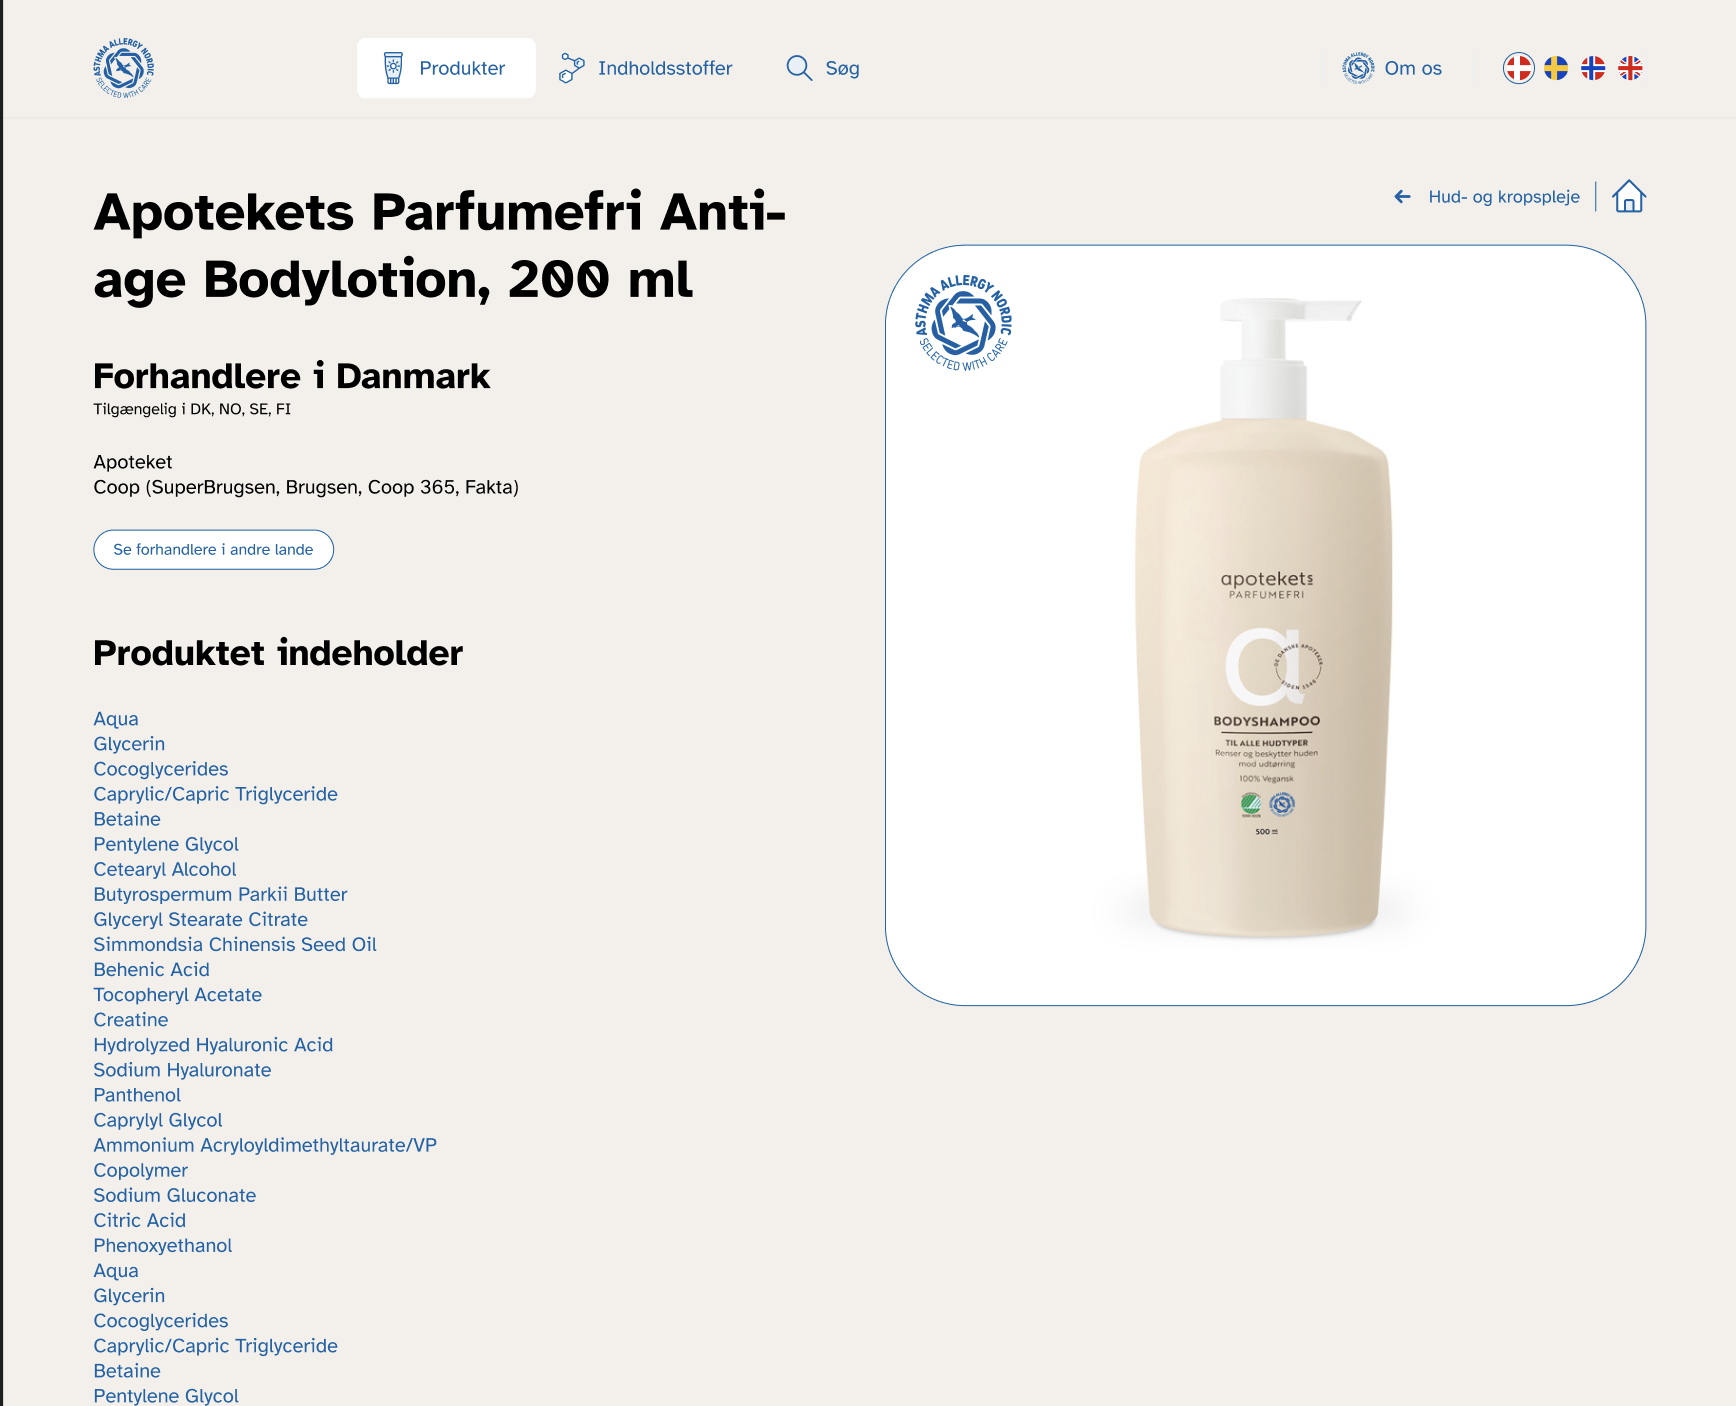 ASTHMA ALLERGY NORDIC
SELECTED WITH CARE
Produkter
Indholdsstoffer
Søg
Om os
Apotekets Parfumefri Anti-
age Bodylotion, 200 ml
Forhandlere i Danmark
Tilgængelig i DK, NO, SE, FI
Apoteket
Coop (SuperBrugsen, Brugsen, Coop 365, Fakta)
Se forhandlere i andre lande
Produktet indeholder
Aqua
Glycerin
Cocoglycerides
Caprylic/Capric Triglyceride
Betaine
Pentylene Glycol
Cetearyl Alcohol
Butyrospermum Parkii Butter
Glyceryl Stearate Citrate
Simmondsia Chinensis Seed Oil
Behenic Acid
Tocopheryl Acetate
Creatine
Hydrolyzed Hyaluronic Acid
Sodium Hyaluronate
Panthenol
Caprylyl Glycol
Ammonium Acryloyldimethyltaurate/VP
Copolymer
Sodium Gluconate
Citric Acid
Phenoxyethanol
Aqua
Glycerin
Cocoglycerides
Caprylic/Capric Triglyceride
Betaine
Pentylene Glycol
Hud- og kropspleje
ASTHMA ALLERGY NORDIC
SELECTED WITH CARE
apotekets
PARFUMEFRI
a
DE DANSKE APOTEKER
SIDEN 1546
BODYSHAMPOO
TIL ALLE HUDTYPER
Renser og beskytter huden
mod udtørring
100% Vegansk
500 ml